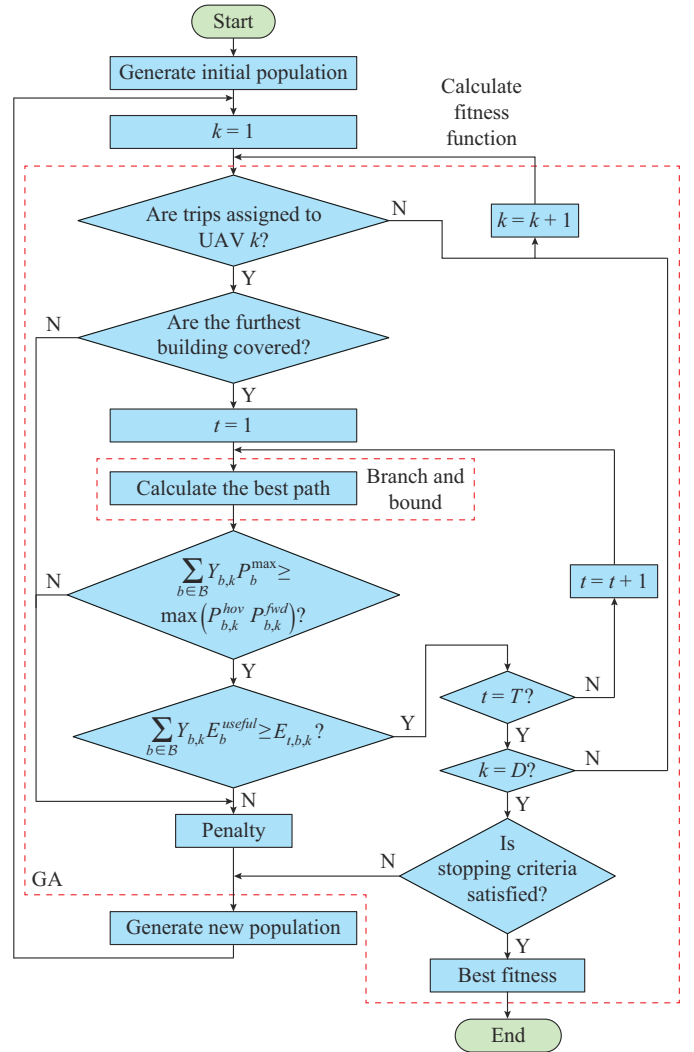 Start
Generate initial population
Calculate
fitness
function
k = 1
Are trips assigned to
UAV k?
N
k = k + 1
Y
N
Are the furthest
building covered?
Y
t = 1
Calculate the best path
Branch and
bound
∑_{b∈ℬ} Y_{b,k} P_b^{max} ≥
max(P_{b,k}^{hov} P_{b,k}^{fwd})?
N
t = t + 1
Y
t = T?
N
∑_{b∈ℬ} Y_{b,k} E_b^{useful} ≥ E_{t,b,k}?
Y
Y
k = D?
N
N
Y
Penalty
Is
stopping criteria
satisfied?
N
GA
Generate new population
Y
Best fitness
End